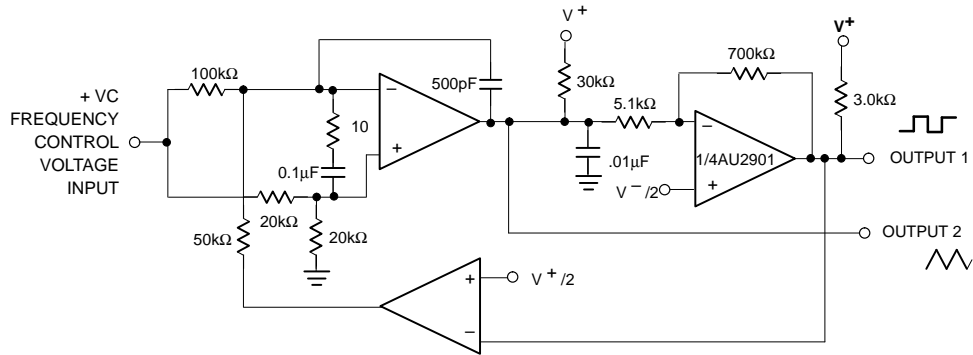 V+
V+
700kΩ
100kΩ
500pF
30kΩ
3.0kΩ
5.1kΩ
+ VC
FREQUENCY
CONTROL
VOLTAGE
INPUT
−
+
10
0.1µF
.01µF
−
1/4AU2901
+
OUTPUT 1
V−/2
20kΩ
20kΩ
50kΩ
OUTPUT 2
+
V+/2
−